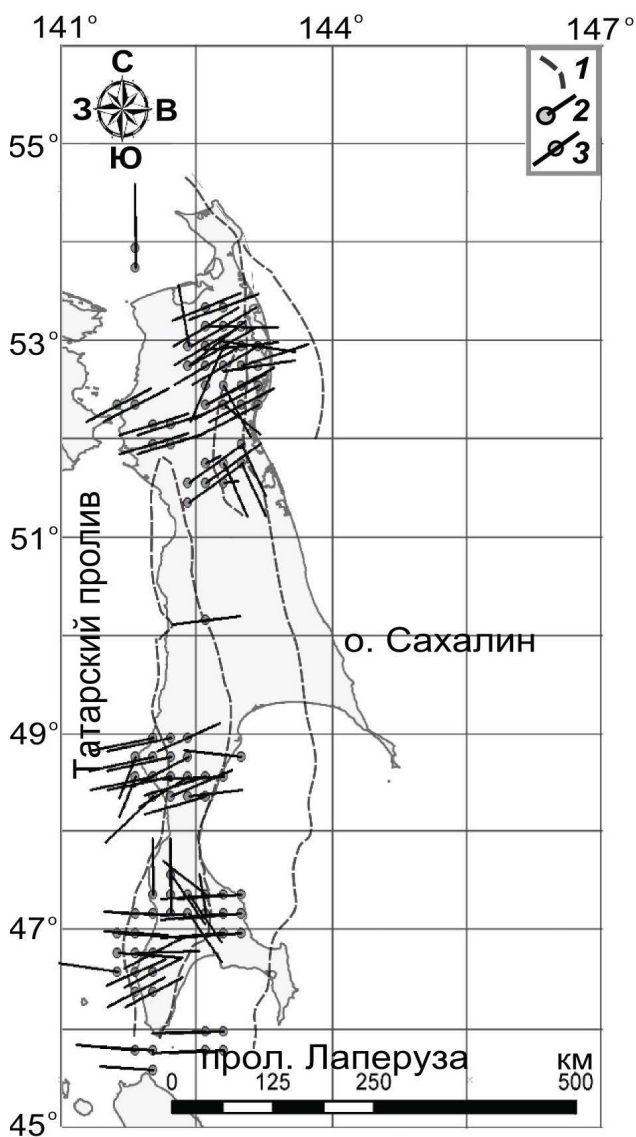 141° 144° 147°
С
З В
Ю
1
2
3
55°
53°
51°
49°
47°
45°
Татарский пролив
о. Сахалин
прол. Лаперуза
км
0 125 250 500